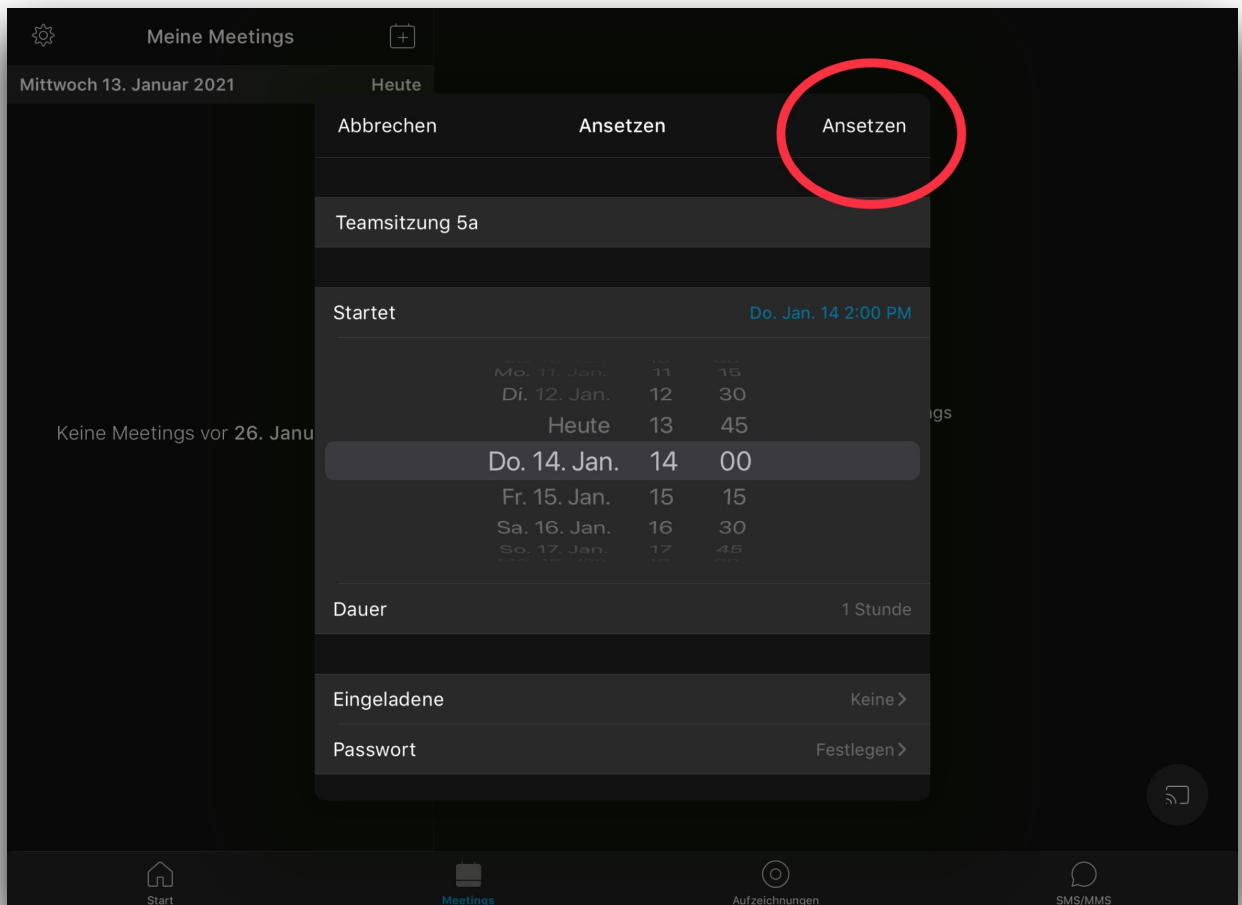 Meine Meetings
Mittwoch 13. Januar 2021 Heute
Abbrechen Ansetzen Ansetzen
Teamsitzung 5a
Startet Do. Jan. 14 2:00 PM
Mo. 11. Jan. 11 15
Di. 12. Jan. 12 30
Heute 13 45
Keine Meetings vor 26. Janu
Do. 14. Jan. 14 00
Fr. 15. Jan. 15 15
Sa. 16. Jan. 16 30
So. 17. Jan. 17 45
Dauer 1 Stunde
Eingeladene Keine >
Passwort Festlegen >
Start Meetings Aufzeichnungen SMS/MMS